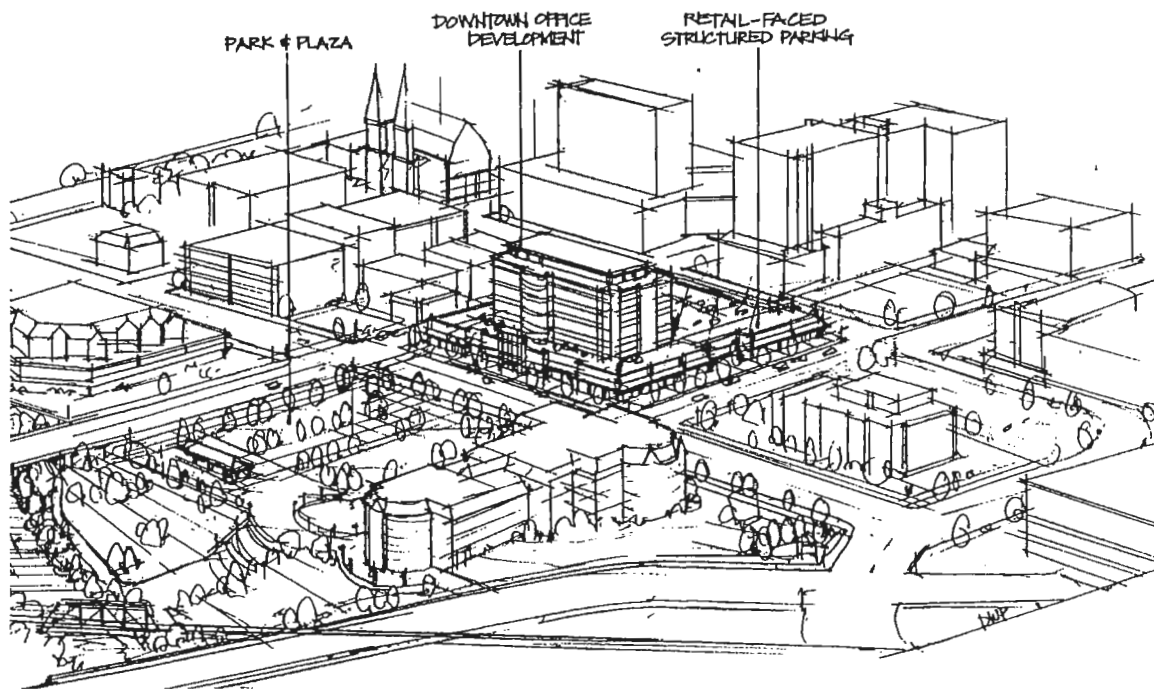 PARK & PLAZA
DOWNTOWN OFFICE
DEVELOPMENT
RETAIL-FACED
STRUCTURED PARKING